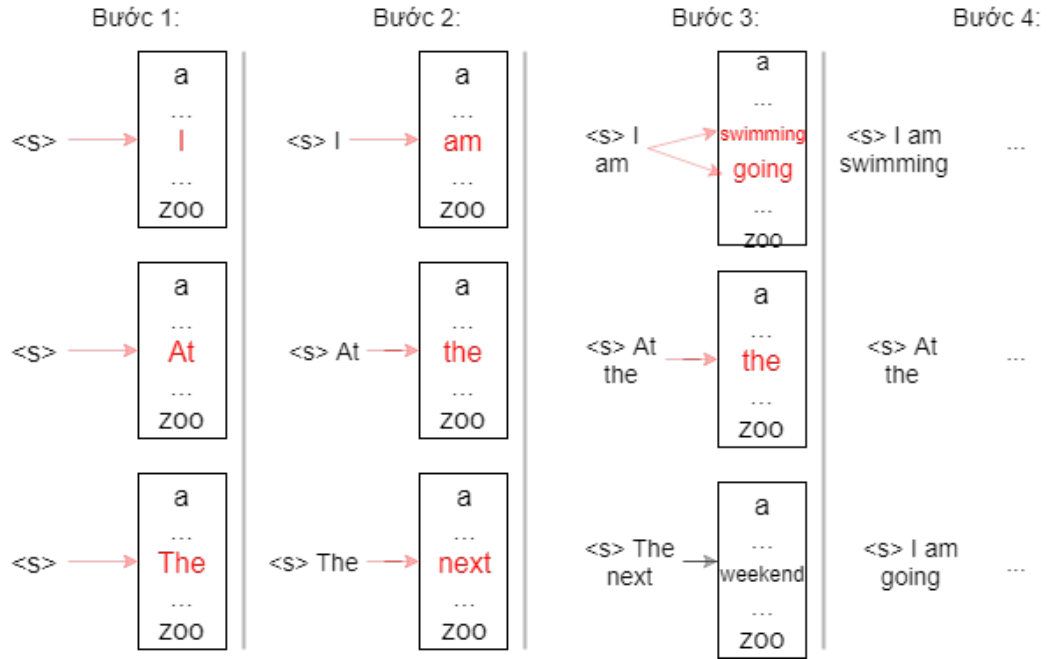 Bước 1:
Bước 2:
Bước 3:
Bước 4:
<s>
a
...
I
...
zoo
<s> I
a
...
am
...
zoo
<s> I
am
a
...
swimming
going
...
zoo
<s> I am
swimming
...
<s>
a
...
At
...
zoo
<s> At
a
...
the
...
zoo
<s> At
the
a
...
the
...
zoo
<s> At
the
...
<s>
a
...
The
...
zoo
<s> The
a
...
next
...
zoo
<s> The
next
a
...
weekend
...
zoo
<s> I am
going
...